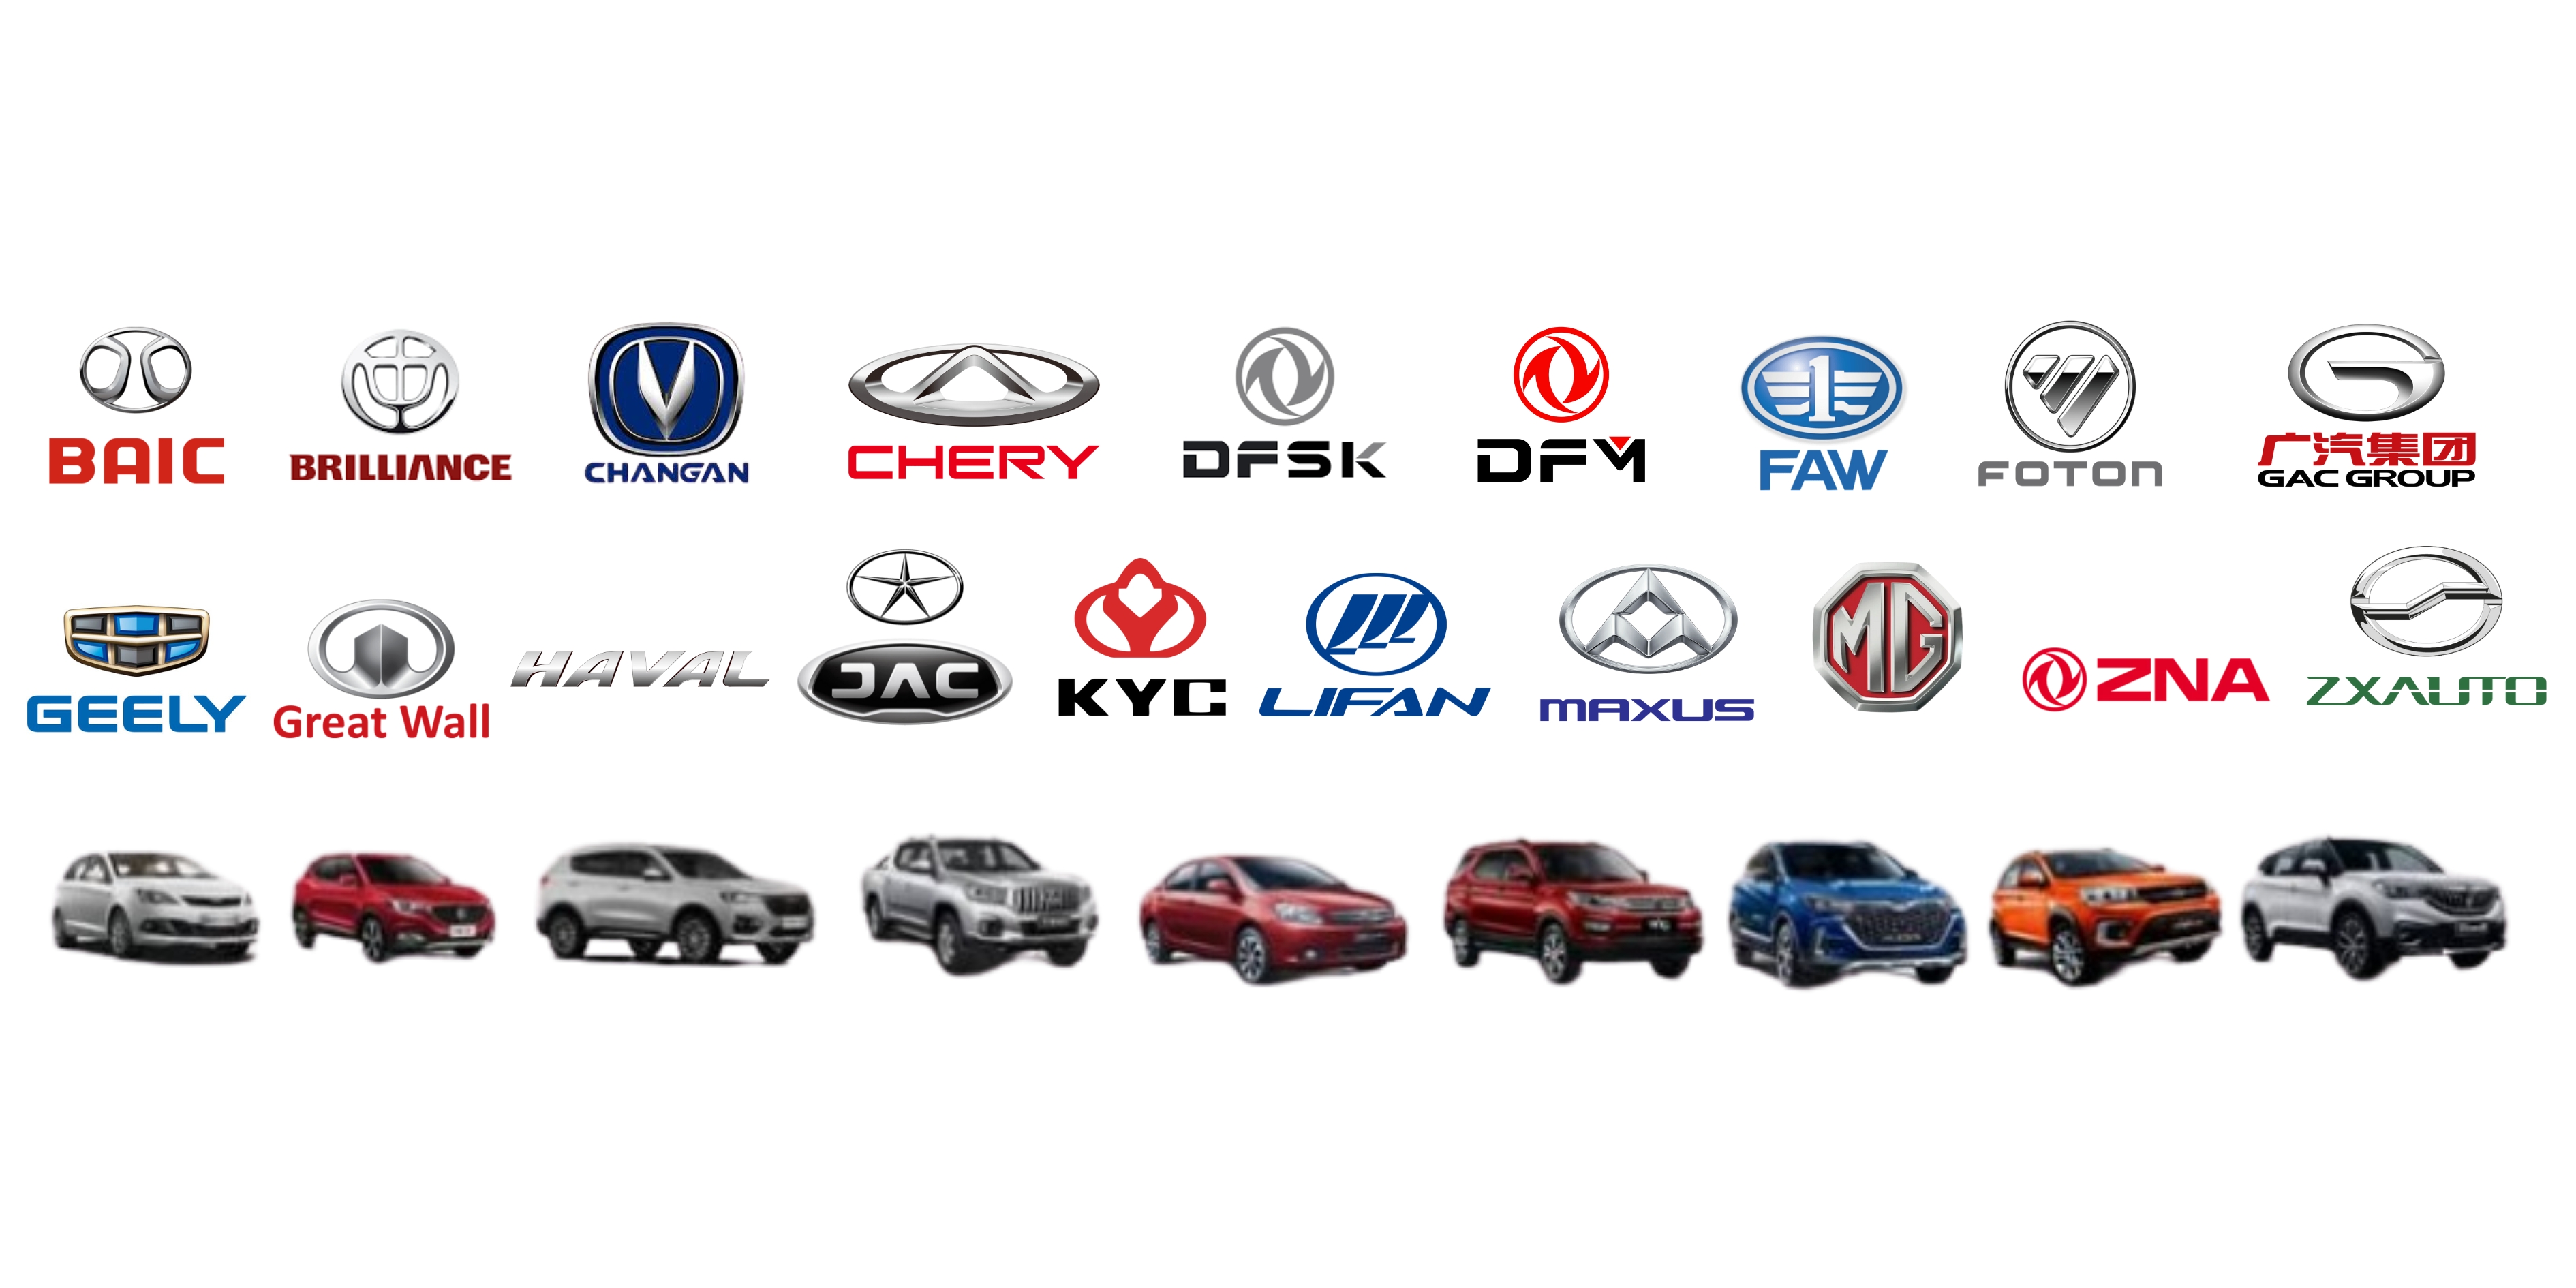 BAIC
BRILLIANCE
CHANGAN
CHERY
DFSK
DFM
1
FAW
FOTON
广汽集团
GAC GROUP
GEELY
Great Wall
HAVAL
JAC
KYC
LIFAN
MAXUS
MG
ZNA
ZXAUTO